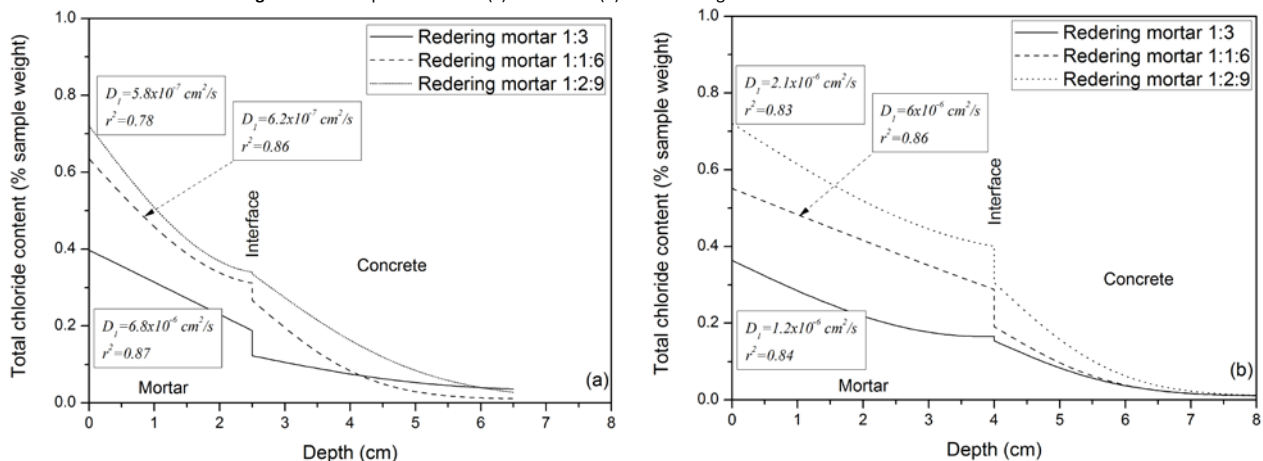 Total chloride content (% sample weight)
1.0
0.8
0.6
0.4
0.2
0.0
Redering mortar 1:3
Redering mortar 1:1:6
Redering mortar 1:2:9
D₁=5.8x10⁻⁷ cm²/s
r²=0.78
D₁=6.2x10⁻⁷ cm²/s
r²=0.86
Interface
Concrete
D₁=6.8x10⁻⁶ cm²/s
r²=0.87
Mortar
(a)
0 1 2 3 4 5 6 7 8
Depth (cm)
Total chloride content (% sample weight)
1.0
0.8
0.6
0.4
0.2
0.0
Redering mortar 1:3
Redering mortar 1:1:6
Redering mortar 1:2:9
D₁=2.1x10⁻⁶ cm²/s
r²=0.83
D₁=6x10⁻⁶ cm²/s
r²=0.86
Interface
Concrete
D₁=1.2x10⁻⁶ cm²/s
r²=0.84
Mortar
(b)
0 1 2 3 4 5 6 7 8
Depth (cm)